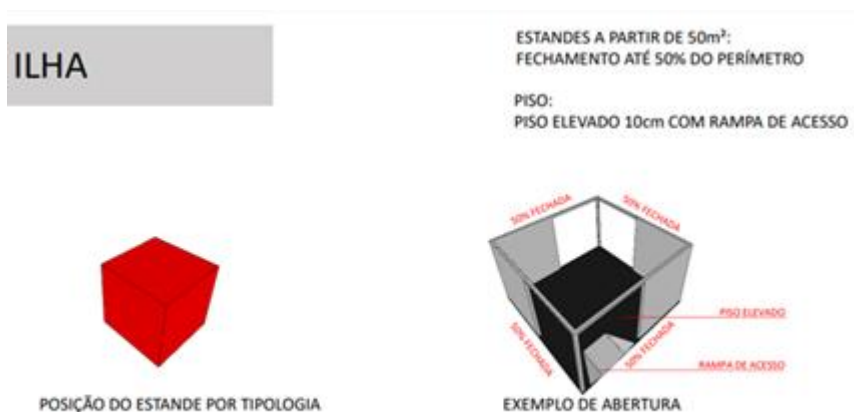 ILHA
ESTANDES A PARTIR DE 50m²:
FECHAMENTO ATÉ 50% DO PERÍMETRO
PISO:
PISO ELEVADO 10cm COM RAMPA DE ACESSO
50% FECHADA
50% FECHADA
PISO ELEVADO
50% FECHADA
50% FECHADA
RAMPA DE ACESSO
POSIÇÃO DO ESTANDE POR TIPOLOGIA
EXEMPLO DE ABERTURA